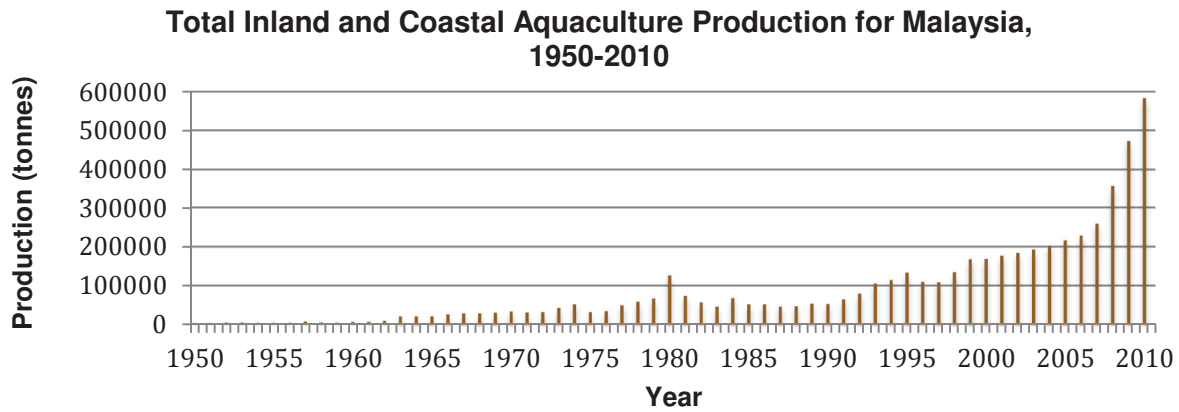 Total Inland and Coastal Aquaculture Production for Malaysia,
1950-2010
Production (tonnes)
600000
500000
400000
300000
200000
100000
0
1950 1955 1960 1965 1970 1975 1980 1985 1990 1995 2000 2005 2010
Year